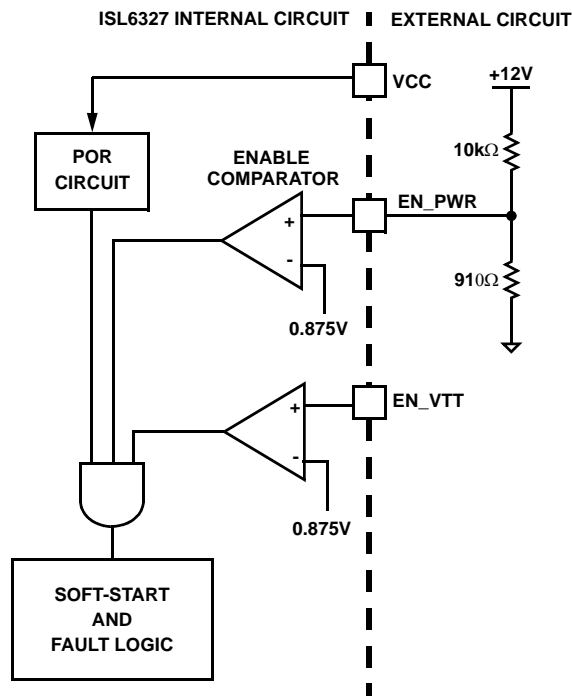 ISL6327 INTERNAL CIRCUIT
EXTERNAL CIRCUIT
VCC
+12V
10kΩ
POR
CIRCUIT
ENABLE
COMPARATOR
+
-
EN_PWR
910Ω
0.875V
+
-
EN_VTT
0.875V
SOFT-START
AND
FAULT LOGIC